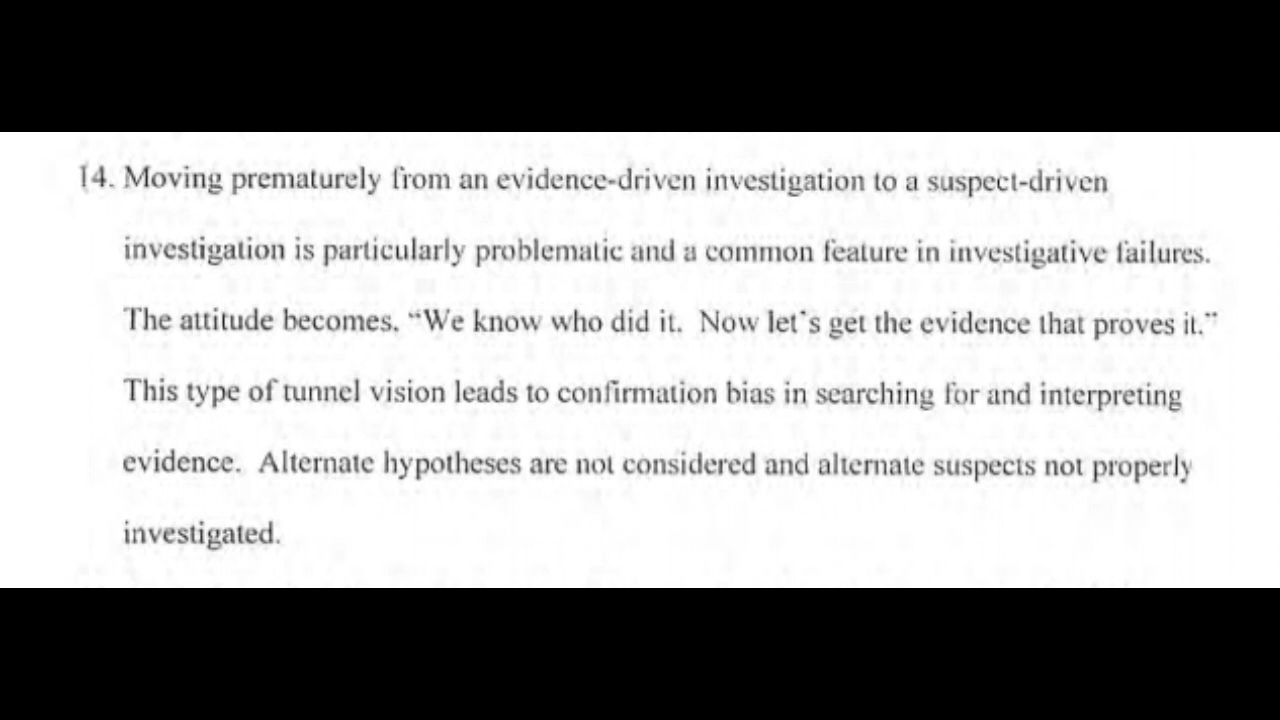 14. Moving prematurely from an evidence-driven investigation to a suspect-driven
investigation is particularly problematic and a common feature in investigative failures.
The attitude becomes, “We know who did it. Now let's get the evidence that proves it.”
This type of tunnel vision leads to confirmation bias in searching for and interpreting
evidence. Alternate hypotheses are not considered and alternate suspects not properly
investigated.